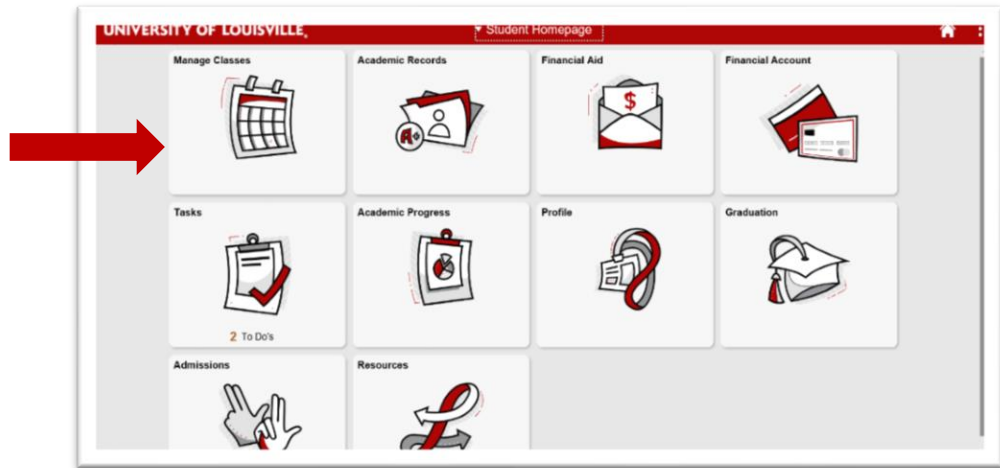 UNIVERSITY OF LOUISVILLE
Student Homepage
Manage Classes
Academic Records
Financial Aid
Financial Account
$
A+
Tasks
Academic Progress
Profile
Graduation
2 To Do's
Admissions
Resources